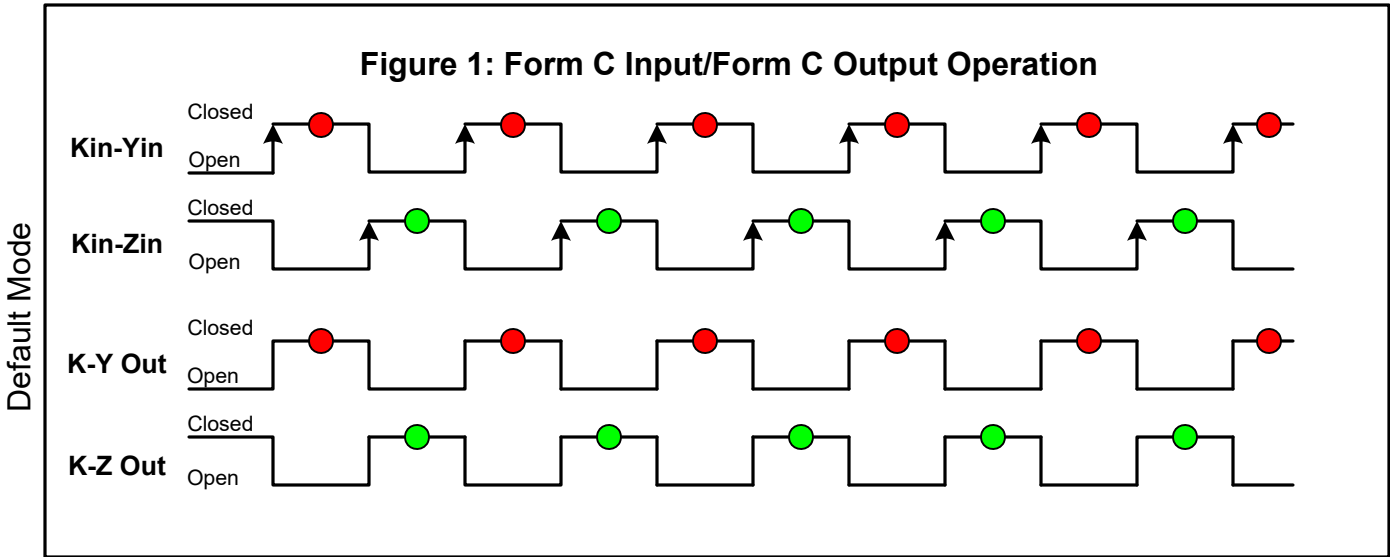 Figure 1: Form C Input/Form C Output Operation
Default Mode
Closed
Kin-Yin
Open
Closed
Kin-Zin
Open
Closed
K-Y Out
Open
Closed
K-Z Out
Open